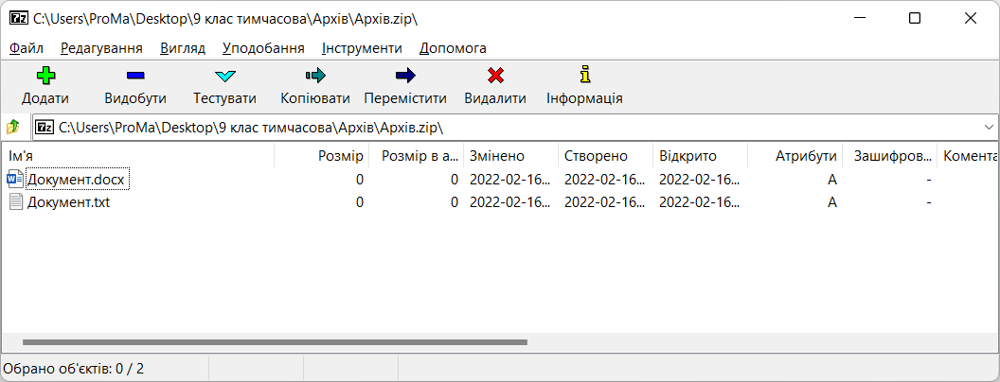 7z C:\Users\ProMa\Desktop\9 клас тимчасова\Архів\Архів.zip\
Файл Редагування Вигляд Уподобання Інструменти Допомога
Додати Видобути Тестувати Копіювати Перемістити Видалити Інформація
7z C:\Users\ProMa\Desktop\9 клас тимчасова\Архів\Архів.zip\
Ім'я Розмір Розмір в а... Змінено Створено Відкрито Атрибути Зашифров... Комента
Документ.docx 0 0 2022-02-16... 2022-02-16... 2022-02-16... A -
Документ.txt 0 0 2022-02-16... 2022-02-16... 2022-02-16... A -
Обрано об'єктів: 0 / 2